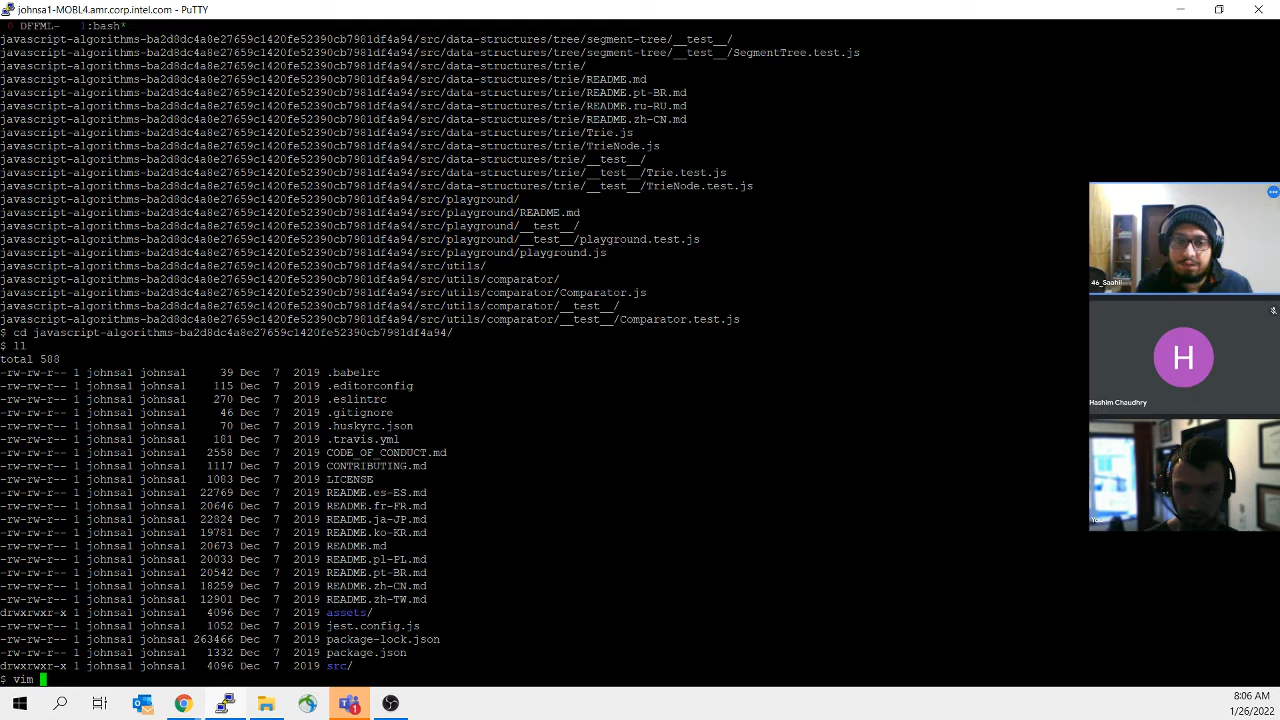 johnsa1-MOBL4.amr.corp.intel.com - PuTTY
0 DFFML- 1:bash*
javascript-algorithms-ba2d8dc4a8e27659c1420fe52390cb7981df4a94/src/data-structures/tree/segment-tree/__test__/
javascript-algorithms-ba2d8dc4a8e27659c1420fe52390cb7981df4a94/src/data-structures/tree/segment-tree/__test__/SegmentTree.test.js
javascript-algorithms-ba2d8dc4a8e27659c1420fe52390cb7981df4a94/src/data-structures/trie/
javascript-algorithms-ba2d8dc4a8e27659c1420fe52390cb7981df4a94/src/data-structures/trie/README.md
javascript-algorithms-ba2d8dc4a8e27659c1420fe52390cb7981df4a94/src/data-structures/trie/README.pt-BR.md
javascript-algorithms-ba2d8dc4a8e27659c1420fe52390cb7981df4a94/src/data-structures/trie/README.ru-RU.md
javascript-algorithms-ba2d8dc4a8e27659c1420fe52390cb7981df4a94/src/data-structures/trie/README.zh-CN.md
javascript-algorithms-ba2d8dc4a8e27659c1420fe52390cb7981df4a94/src/data-structures/trie/Trie.js
javascript-algorithms-ba2d8dc4a8e27659c1420fe52390cb7981df4a94/src/data-structures/trie/TrieNode.js
javascript-algorithms-ba2d8dc4a8e27659c1420fe52390cb7981df4a94/src/data-structures/trie/__test__/
javascript-algorithms-ba2d8dc4a8e27659c1420fe52390cb7981df4a94/src/data-structures/trie/__test__/Trie.test.js
javascript-algorithms-ba2d8dc4a8e27659c1420fe52390cb7981df4a94/src/data-structures/trie/__test__/TrieNode.test.js
javascript-algorithms-ba2d8dc4a8e27659c1420fe52390cb7981df4a94/src/playground/
javascript-algorithms-ba2d8dc4a8e27659c1420fe52390cb7981df4a94/src/playground/README.md
javascript-algorithms-ba2d8dc4a8e27659c1420fe52390cb7981df4a94/src/playground/__test__/
javascript-algorithms-ba2d8dc4a8e27659c1420fe52390cb7981df4a94/src/playground/__test__/playground.test.js
javascript-algorithms-ba2d8dc4a8e27659c1420fe52390cb7981df4a94/src/playground/playground.js
javascript-algorithms-ba2d8dc4a8e27659c1420fe52390cb7981df4a94/src/utils/
javascript-algorithms-ba2d8dc4a8e27659c1420fe52390cb7981df4a94/src/utils/comparator/
javascript-algorithms-ba2d8dc4a8e27659c1420fe52390cb7981df4a94/src/utils/comparator/Comparator.js
javascript-algorithms-ba2d8dc4a8e27659c1420fe52390cb7981df4a94/src/utils/comparator/__test__/
javascript-algorithms-ba2d8dc4a8e27659c1420fe52390cb7981df4a94/src/utils/comparator/__test__/Comparator.test.js
$ cd javascript-algorithms-ba2d8dc4a8e27659c1420fe52390cb7981df4a94/
$ ll
total 588
-rw-rw-r-- 1 johnsa1 johnsa1 39 Dec 7 2019 .babelrc
-rw-rw-r-- 1 johnsa1 johnsa1 115 Dec 7 2019 .editorconfig
-rw-rw-r-- 1 johnsa1 johnsa1 270 Dec 7 2019 .eslintrc
-rw-rw-r-- 1 johnsa1 johnsa1 46 Dec 7 2019 .gitignore
-rw-rw-r-- 1 johnsa1 johnsa1 70 Dec 7 2019 .huskyrc.json
-rw-rw-r-- 1 johnsa1 johnsa1 181 Dec 7 2019 .travis.yml
-rw-rw-r-- 1 johnsa1 johnsa1 2558 Dec 7 2019 CODE_OF_CONDUCT.md
-rw-rw-r-- 1 johnsa1 johnsa1 1117 Dec 7 2019 CONTRIBUTING.md
-rw-rw-r-- 1 johnsa1 johnsa1 1083 Dec 7 2019 LICENSE
-rw-rw-r-- 1 johnsa1 johnsa1 22769 Dec 7 2019 README.es-ES.md
-rw-rw-r-- 1 johnsa1 johnsa1 20646 Dec 7 2019 README.fr-FR.md
-rw-rw-r-- 1 johnsa1 johnsa1 22824 Dec 7 2019 README.ja-JP.md
-rw-rw-r-- 1 johnsa1 johnsa1 19781 Dec 7 2019 README.ko-KR.md
-rw-rw-r-- 1 johnsa1 johnsa1 20673 Dec 7 2019 README.md
-rw-rw-r-- 1 johnsa1 johnsa1 20033 Dec 7 2019 README.pl-PL.md
-rw-rw-r-- 1 johnsa1 johnsa1 20542 Dec 7 2019 README.pt-BR.md
-rw-rw-r-- 1 johnsa1 johnsa1 18259 Dec 7 2019 README.zh-CN.md
-rw-rw-r-- 1 johnsa1 johnsa1 12901 Dec 7 2019 README.zh-TW.md
drwxrwxr-x 1 johnsa1 johnsa1 4096 Dec 7 2019 assets/
-rw-rw-r-- 1 johnsa1 johnsa1 1052 Dec 7 2019 jest.config.js
-rw-rw-r-- 1 johnsa1 johnsa1 263466 Dec 7 2019 package-lock.json
-rw-rw-r-- 1 johnsa1 johnsa1 1332 Dec 7 2019 package.json
drwxrwxr-x 1 johnsa1 johnsa1 4096 Dec 7 2019 src/
$ vim
46_Saahil
H
Hashim Chaudhry
You
1
8:06 AM
1/26/2022